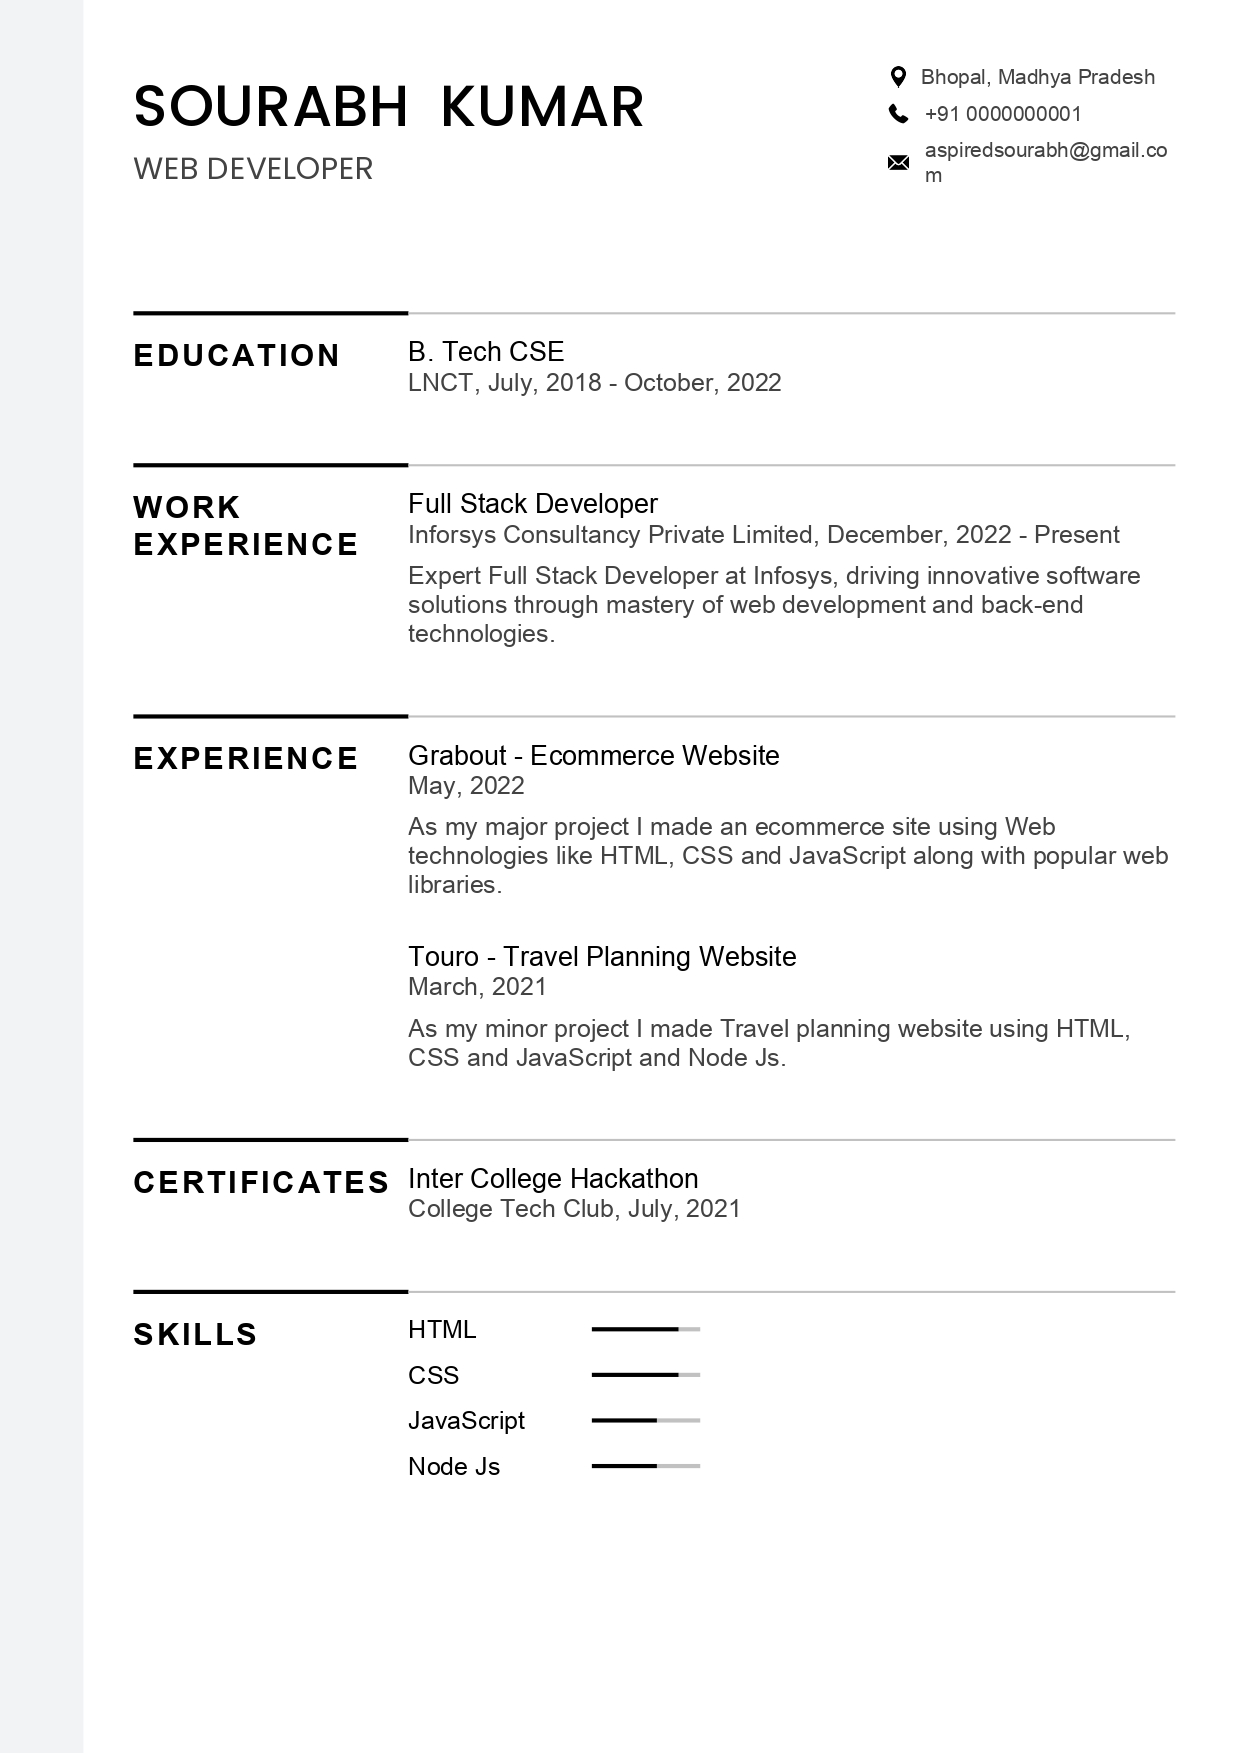 SOURABH KUMAR
WEB DEVELOPER
Bhopal, Madhya Pradesh
+91 0000000001
aspiredsourabh@gmail.co
m
EDUCATION
B. Tech CSE
LNCT, July, 2018 - October, 2022
WORK
EXPERIENCE
Full Stack Developer
Inforsys Consultancy Private Limited, December, 2022 - Present
Expert Full Stack Developer at Infosys, driving innovative software
solutions through mastery of web development and back-end
technologies.
EXPERIENCE
Grabout - Ecommerce Website
May, 2022
As my major project I made an ecommerce site using Web
technologies like HTML, CSS and JavaScript along with popular web
libraries.
Touro - Travel Planning Website
March, 2021
As my minor project I made Travel planning website using HTML,
CSS and JavaScript and Node Js.
CERTIFICATES
Inter College Hackathon
College Tech Club, July, 2021
SKILLS
HTML
CSS
JavaScript
Node Js